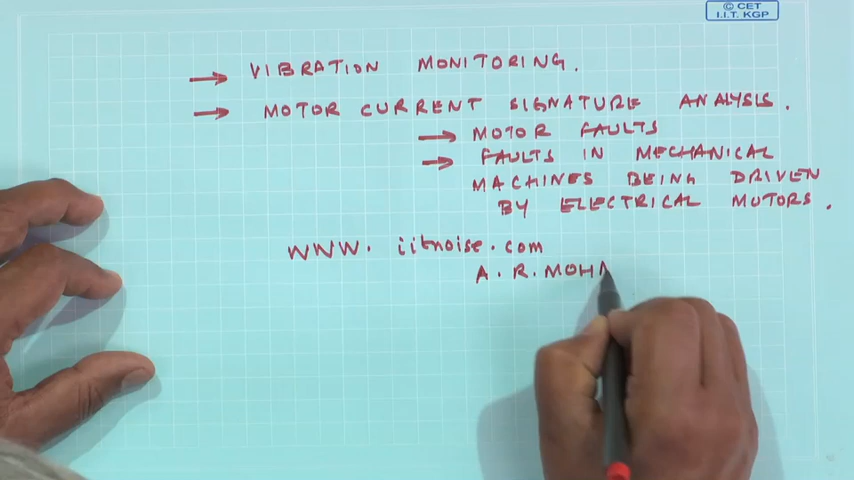 © CET
I.I.T. KGP
→ VIBRATION MONITORING.
→ MOTOR CURRENT SIGNATURE ANALYSIS.
→ MOTOR FAULTS
→ FAULTS IN MECHANICAL
MACHINES BEING DRIVEN
BY ELECTRICAL MOTORS.
WWW. iitnoise.com
A. R. MOHA